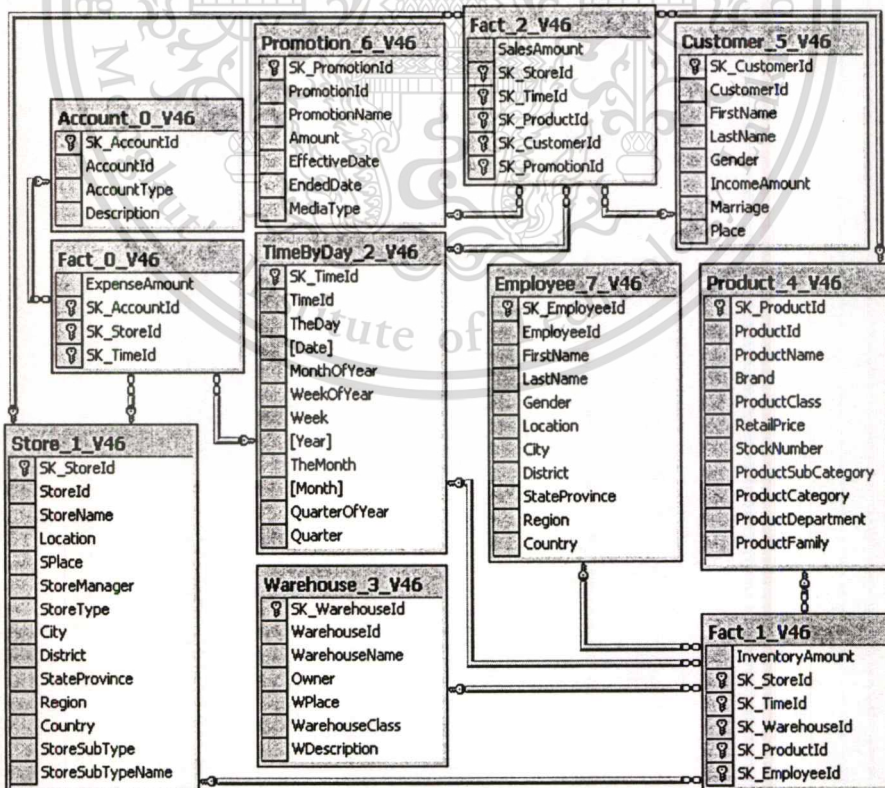 Fact_2_V46
SalesAmount
SK_StoreId
SK_TimeId
SK_ProductId
SK_CustomerId
SK_PromotionId
Promotion_6_V46
SK_PromotionId
PromotionId
PromotionName
Amount
EffectiveDate
EndedDate
MediaType
Customer_5_V46
SK_CustomerId
CustomerId
FirstName
LastName
Gender
IncomeAmount
Marriage
Place
Account_0_V46
SK_AccountId
AccountId
AccountType
Description
Fact_0_V46
ExpenseAmount
SK_AccountId
SK_StoreId
SK_TimeId
TimeByDay_2_V46
SK_TimeId
TimeId
TheDay
[Date]
MonthOfYear
WeekOfYear
Week
[Year]
TheMonth
[Month]
QuarterOfYear
Quarter
Employee_7_V46
SK_EmployeeId
EmployeeId
FirstName
LastName
Gender
Location
City
District
StateProvince
Region
Country
Product_4_V46
SK_ProductId
ProductId
ProductName
Brand
ProductClass
RetailPrice
StockNumber
ProductSubCategory
ProductCategory
ProductDepartment
ProductFamily
Store_1_V46
SK_StoreId
StoreId
StoreName
Location
SPlace
StoreManager
StoreType
City
District
StateProvince
Region
Country
StoreSubType
StoreSubTypeName
Warehouse_3_V46
SK_WarehouseId
WarehouseId
WarehouseName
Owner
WPlace
WarehouseClass
WDescription
Fact_1_V46
InventoryAmount
SK_StoreId
SK_TimeId
SK_WarehouseId
SK_ProductId
SK_EmployeeId